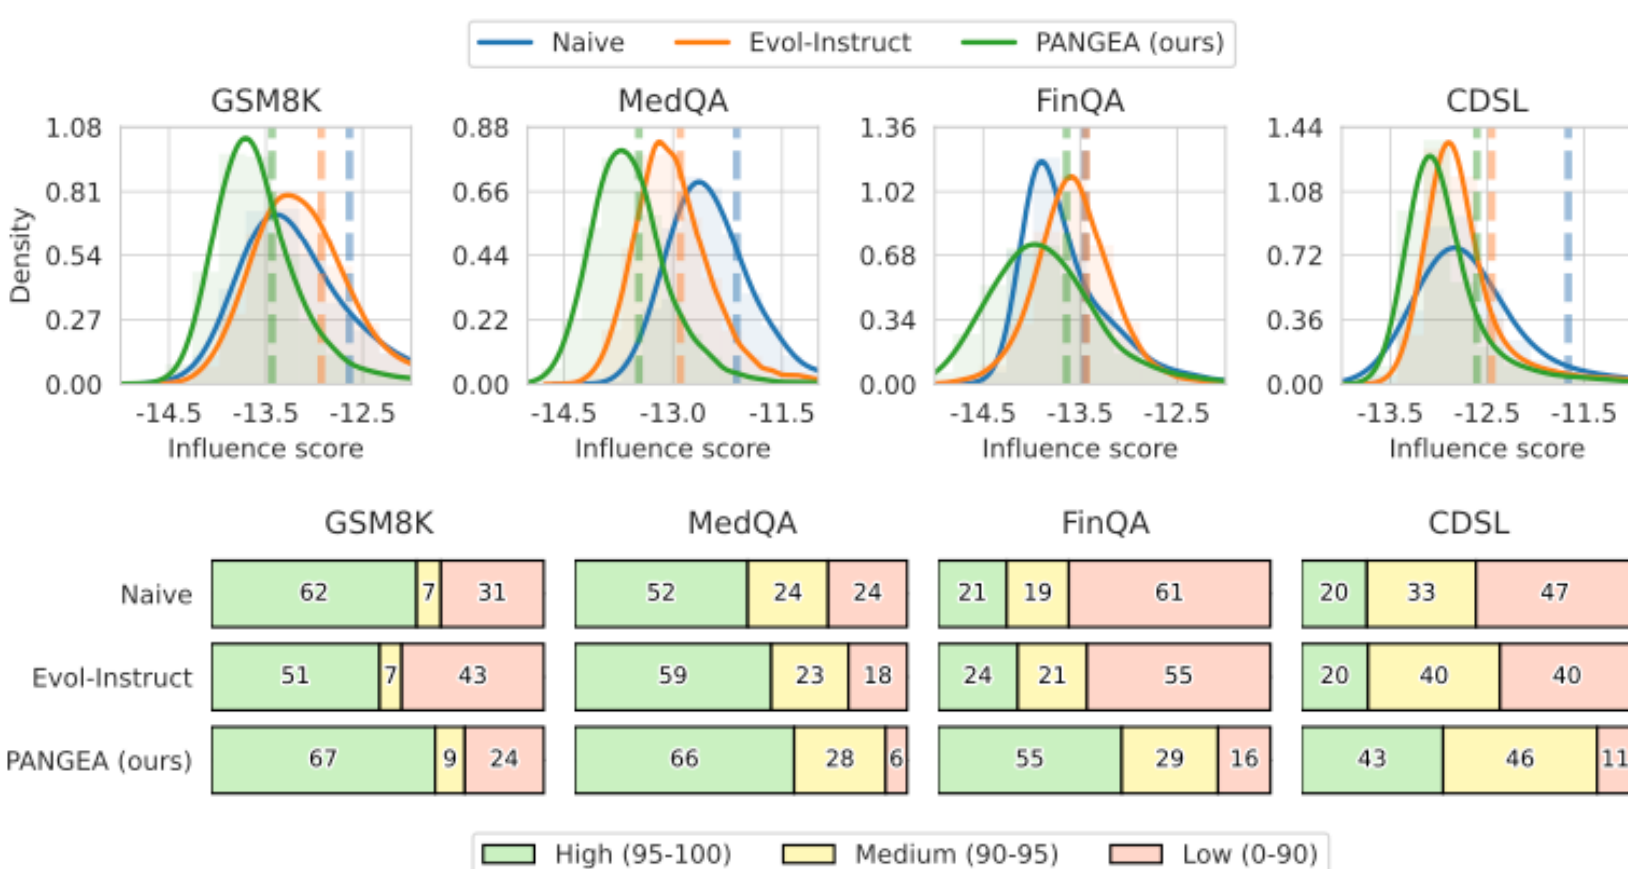 Naive Evol-Instruct PANGEA (ours)
GSM8K MedQA FinQA CDSL
1.08 0.88 1.36 1.44
0.81 0.66 1.02 1.08
0.54 0.44 0.68 0.72
0.27 0.22 0.34 0.36
0.00 0.00 0.00 0.00
Density
-14.5 -13.5 -12.5 -14.5 -13.0 -11.5 -14.5 -13.5 -12.5 -13.5 -12.5 -11.5
Influence score Influence score Influence score Influence score
GSM8K MedQA FinQA CDSL
Naive 62 7 31 52 24 24 21 19 61 20 33 47
Evol-Instruct 51 7 43 59 23 18 24 21 55 20 40 40
PANGEA (ours) 67 9 24 66 28 6 55 29 16 43 46 11
High (95-100) Medium (90-95) Low (0-90)